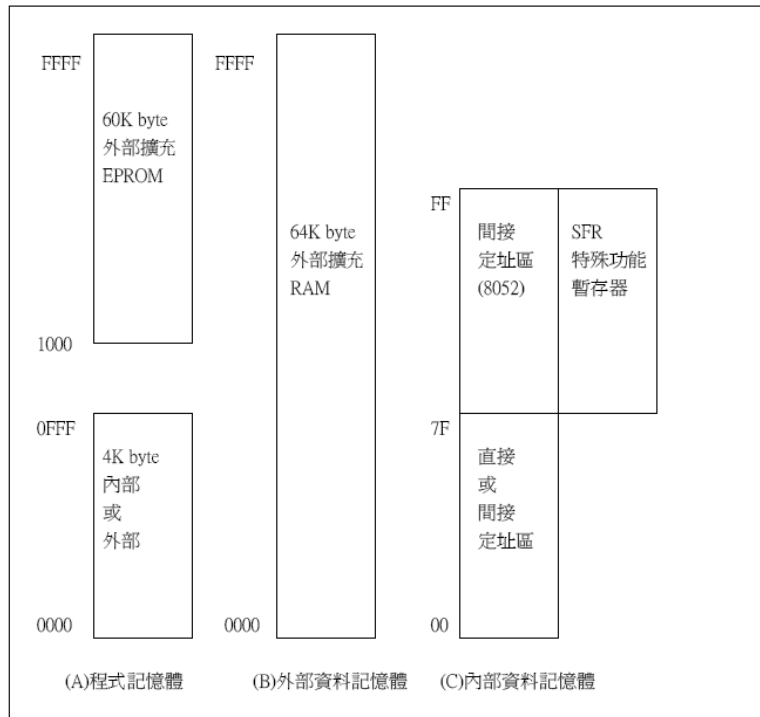 FFFF
60K byte
外部擴充
EPROM
1000
0FFF
4K byte
內部
或
外部
0000
(A)程式記憶體
FFFF
64K byte
外部擴充
RAM
0000
(B)外部資料記憶體
FF
間接
定址區
(8052)
SFR
特殊功能
暫存器
7F
直接
或
間接
定址區
00
(C)內部資料記憶體